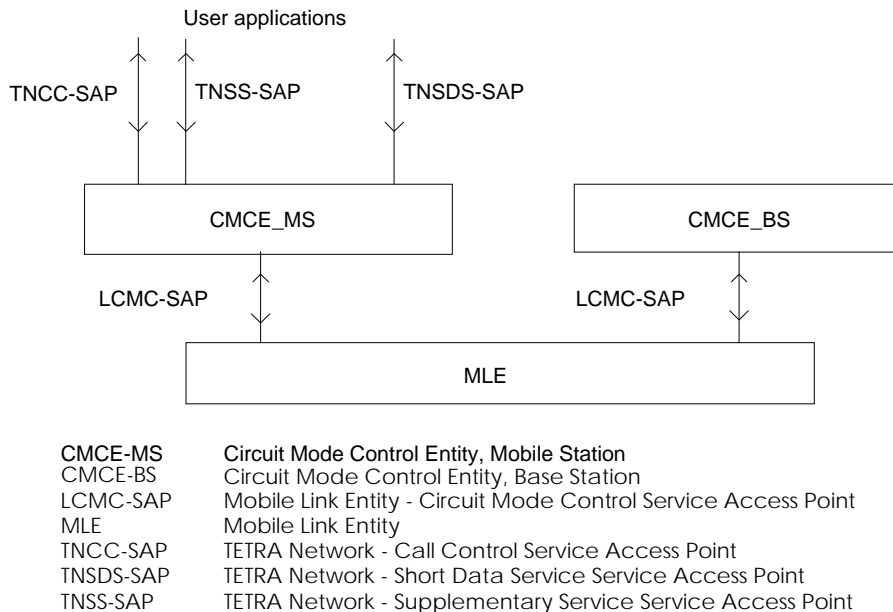 User applications
TNCC-SAP TNSS-SAP TNSDS-SAP
CMCE_MS CMCE_BS
LCMC-SAP LCMC-SAP
MLE
CMCE-MS Circuit Mode Control Entity, Mobile Station
CMCE-BS Circuit Mode Control Entity, Base Station
LCMC-SAP Mobile Link Entity - Circuit Mode Control Service Access Point
MLE Mobile Link Entity
TNCC-SAP TETRA Network - Call Control Service Access Point
TNSDS-SAP TETRA Network - Short Data Service Service Access Point
TNSS-SAP TETRA Network - Supplementary Service Service Access Point